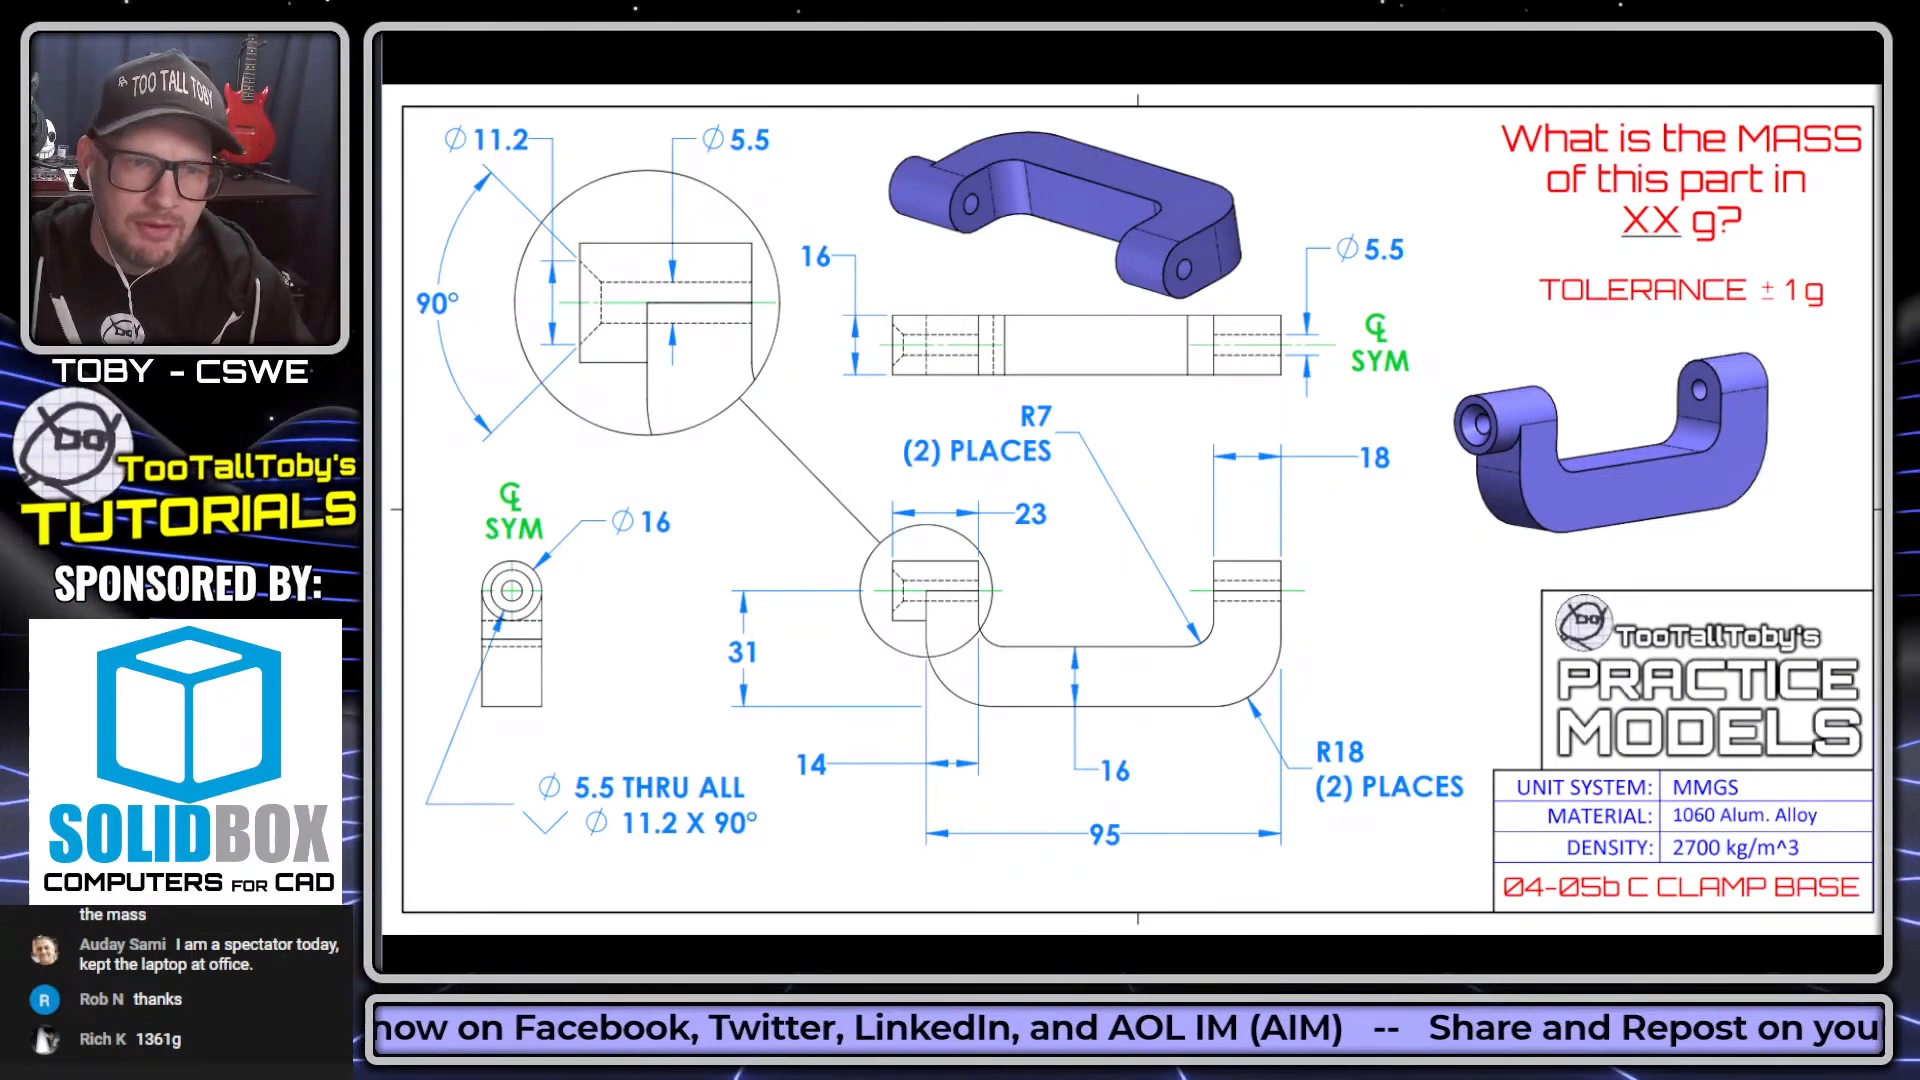 TOO TALL TOBY
TOBY - CSWE
TooTallToby's
TUTORIALS
SPONSORED BY:
SOLIDBOX
COMPUTERS FOR CAD
the mass
Auday Sami I am a spectator today,
kept the laptop at office.
R
Rob N thanks
Rich K 1361g
∅ 11.2
∅ 5.5
90°
16
∅ 5.5
℄
SYM
R7
(2) PLACES
18
℄
SYM
∅ 16
23
31
14
16
R18
(2) PLACES
95
∅ 5.5 THRU ALL
∅ 11.2 X 90°
What is the MASS
of this part in
XX g?
TOLERANCE ± 1 g
TooTallToby's
PRACTICE
MODELS
UNIT SYSTEM: MMGS
MATERIAL: 1060 Alum. Alloy
DENSITY: 2700 kg/m^3
04-05b C CLAMP BASE
now on Facebook, Twitter, LinkedIn, and AOL IM (AIM) -- Share and Repost on you